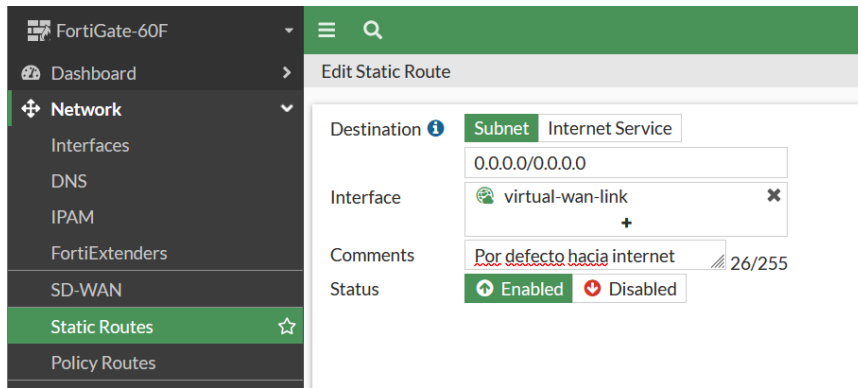 FortiGate-60F
Dashboard
Network
Interfaces
DNS
IPAM
FortiExtenders
SD-WAN
Static Routes
Policy Routes
Edit Static Route
Destination Subnet Internet Service
0.0.0.0/0.0.0.0
Interface virtual-wan-link
+
Comments Por defecto hacia internet 26/255
Status Enabled Disabled